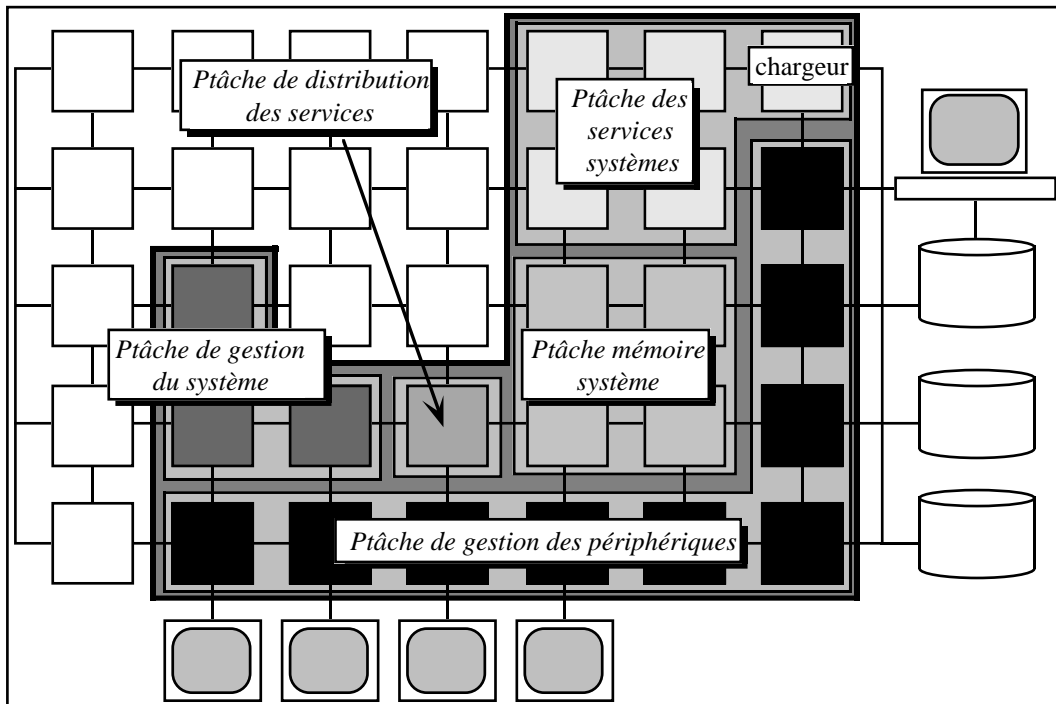 Ptâche de distribution
des services
Ptâche des
services
systèmes
chargeur
Ptâche de gestion
du système
Ptâche mémoire
système
Ptâche de gestion des périphériques